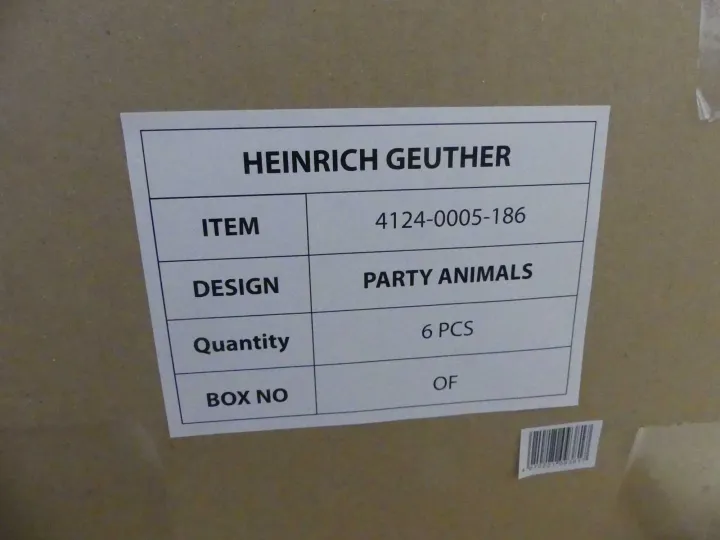 HEINRICH GEUTHER
ITEM 4124-0005-186
DESIGN PARTY ANIMALS
Quantity 6 PCS
BOX NO OF